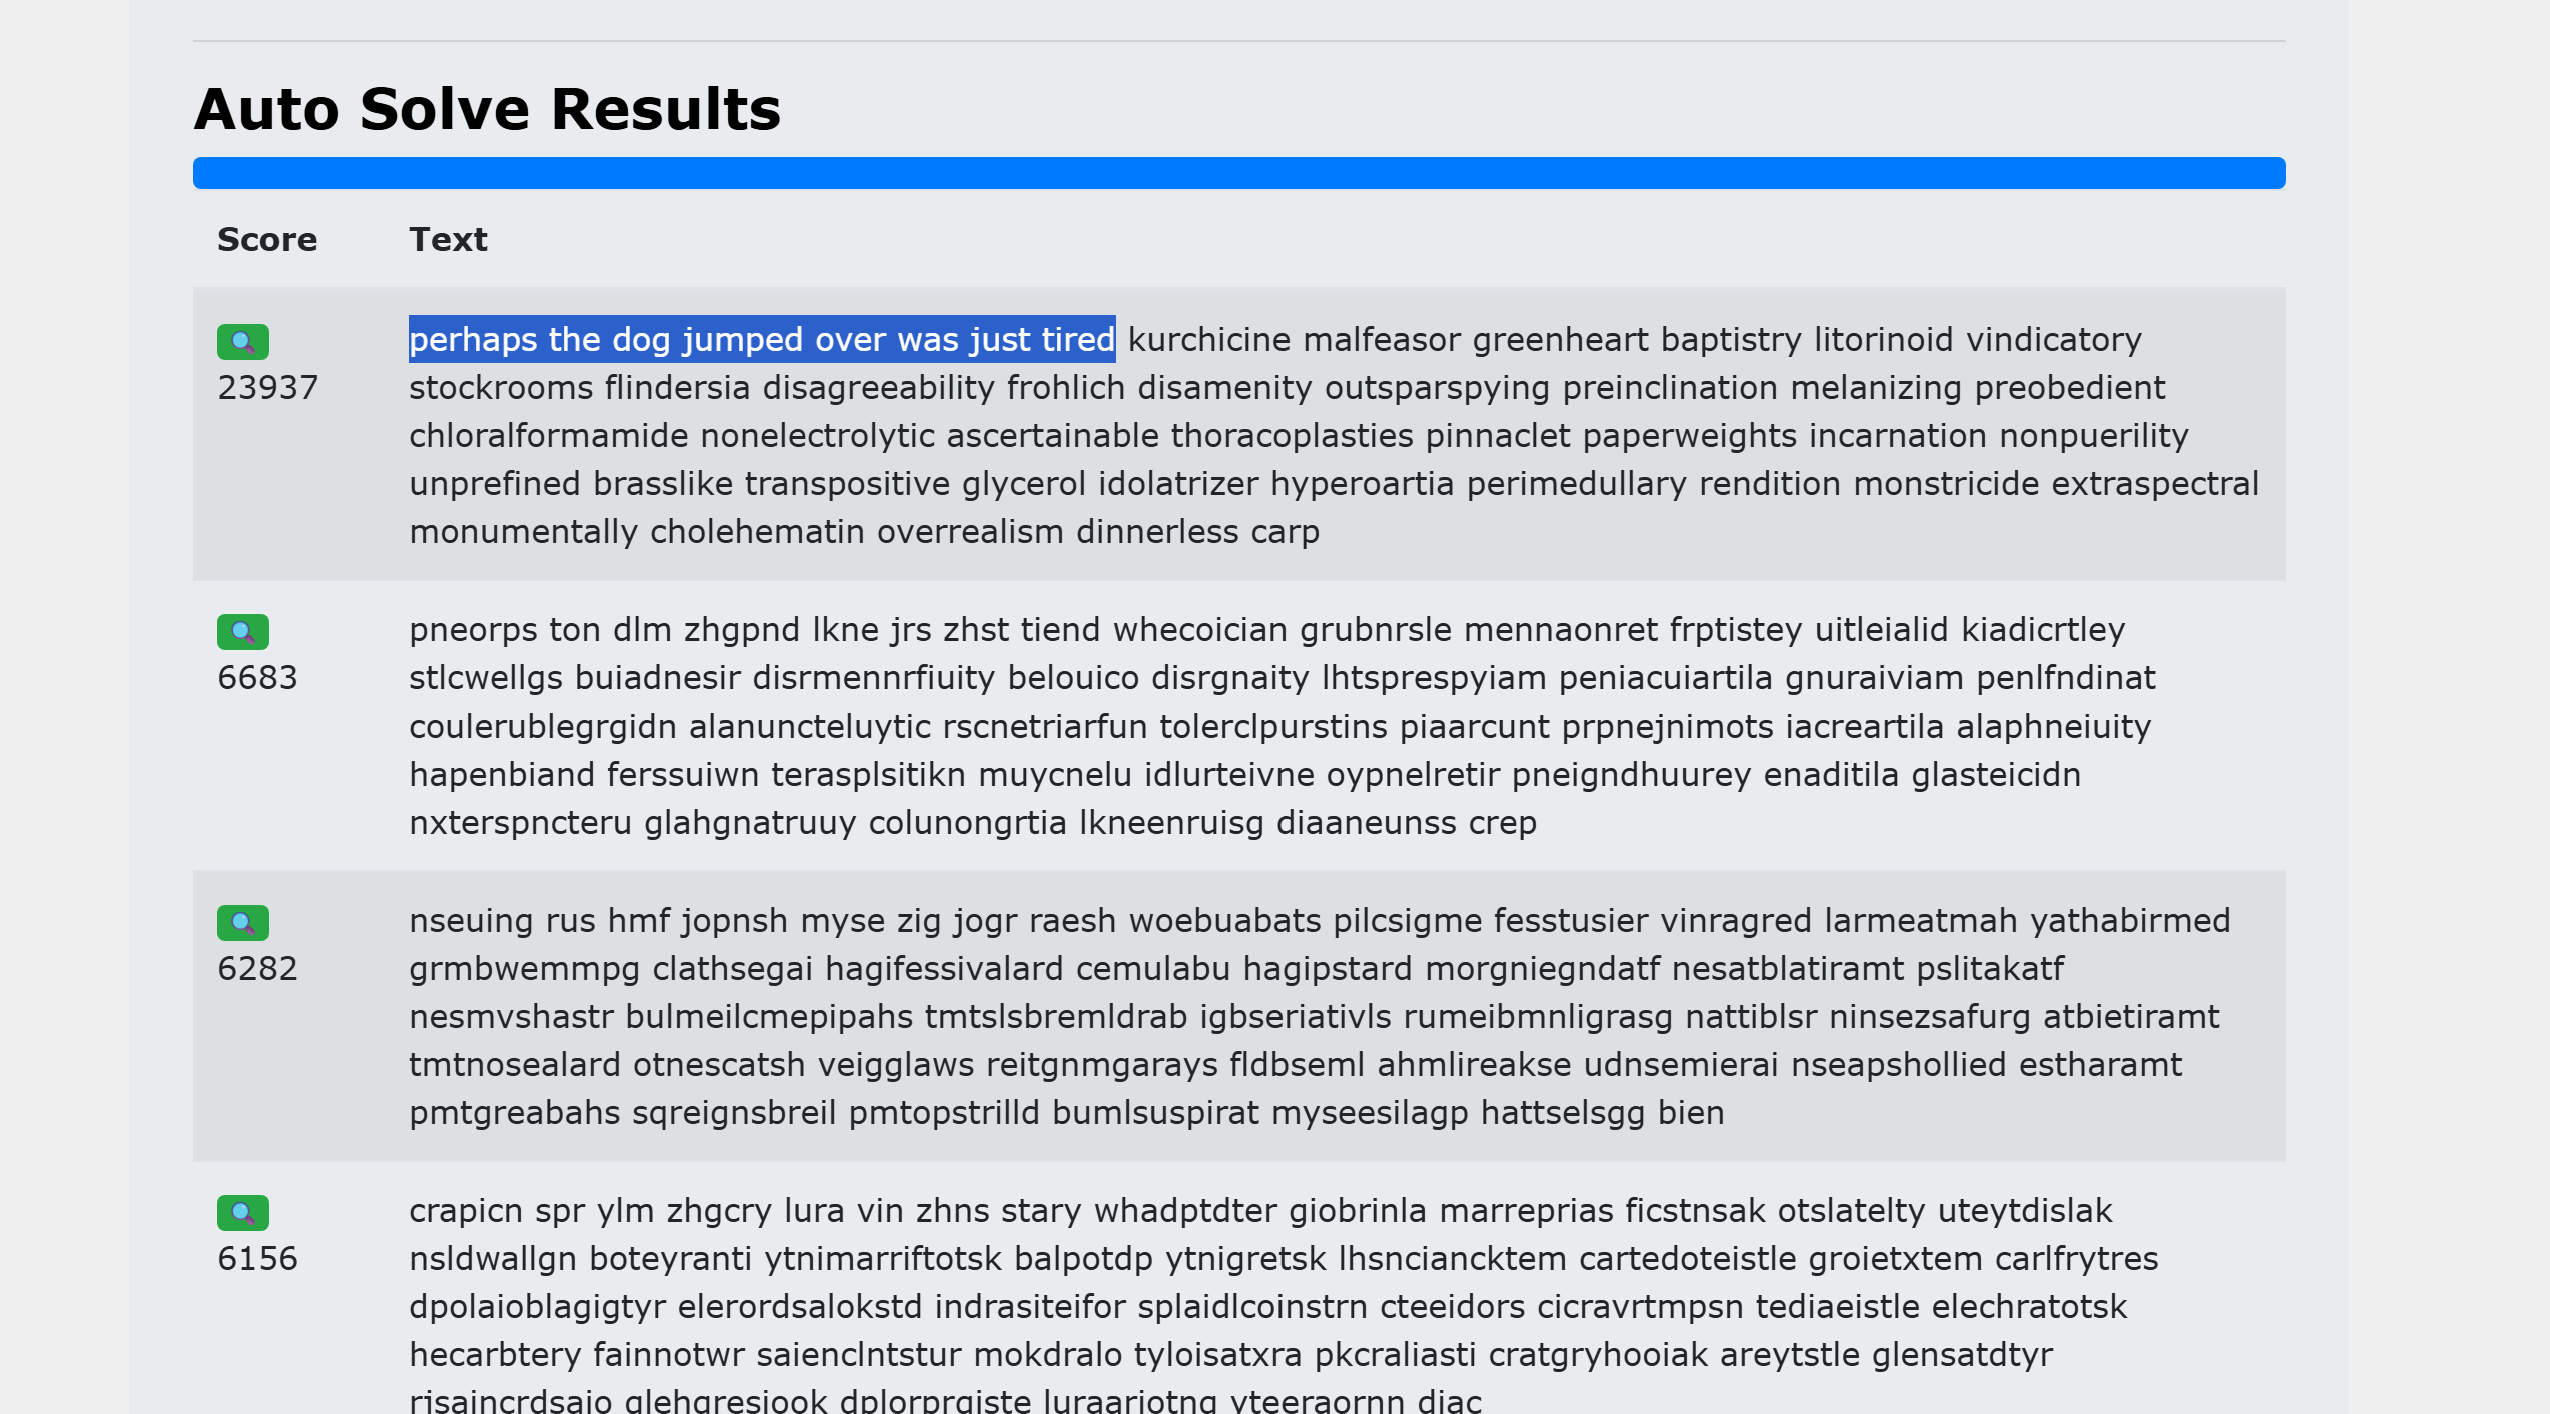 Auto Solve Results
Score Text
23937 perhaps the dog jumped over was just tired kurchicine malfeasor greenheart baptistry litorinoid vindicatory
stockrooms flindersia disagreeability frohlich disamenity outsparspying preinclination melanizing preobedient
chloralformamide nonelectrolytic ascertainable thoracoplasties pinnaclet paperweights incarnation nonpuerility
unprefined brasslike transpositive glycerol idolatrizer hyperoartia perimedullary rendition monstricide extraspectral
monumentally cholehematin overrealism dinnerless carp
6683 pneorps ton dlm zhgpnd lkne jrs zhst tiend whecoician grubnrsle mennaonret frptistey uitleialid kiadicrtley
stlcwellgs buiadnesir disrmennrfiuity belouico disrgnaity lhtsprespyiam peniacuiartila gnuraiviam penlfndinat
coulerublegrgidn alanuncteluytic rscnetriarfun tolerclpurstins piaarcunt prpnejnimots iacreartila alaphneiuity
hapenbiand ferssuiwn terasplsitikn muycnelu idlurteivne oypnelretir pneigndhuurey enaditila glasteicidn
nxterspncteru glahgnatruuy colunongrtia lkneenruisg diaaneunss crep
6282 nseuing rus hmf jopnsh myse zig jogr raesh woebuabats pilcsigme fesstusier vinragred larmeatmah yathabirmed
grmbwemmpg clathsegai hagifessivalard cemulabu hagipstard morgniegndatf nesatblatiramt pslitakatf
nesmvshastr bulmeilcmepipahs tmtslsbremldrab igbseriativls rumeibmnligrasg nattiblsr ninsezsafurg atbietiramt
tmtnosealard otnescatsh veigglaws reitgnmgarays fldbseml ahmlireakse udnsemierai nseapshollied estharamt
pmtgreabahs sqreignsbreil pmtopstrilld bumlsuspirat myseesilagp hattselsgg bien
6156 crapicn spr ylm zhgcry lura vin zhns stary whadptdter giobrinla marreprias ficstnsak otslatelty uteytdislak
nsldwallgn boteyranti ytnimarriftotsk balpotdp ytnigretsk lhsnciancktem cartedoteistle groietxtem carlfrytres
dpolaioblagigtyr elerordsalokstd indrasiteifor splaidlcoinstrn cteeidors cicravrtmpsn tediaeistle elechratotsk
hecarbtery fainnotwr saienclntstur mokdralo tyloisatxra pkcraliasti cratgryhooiak areytstle glensatdtyr
risaincrdsaio glehgresiook dplorprgiste luraariotng yteeraornn diac